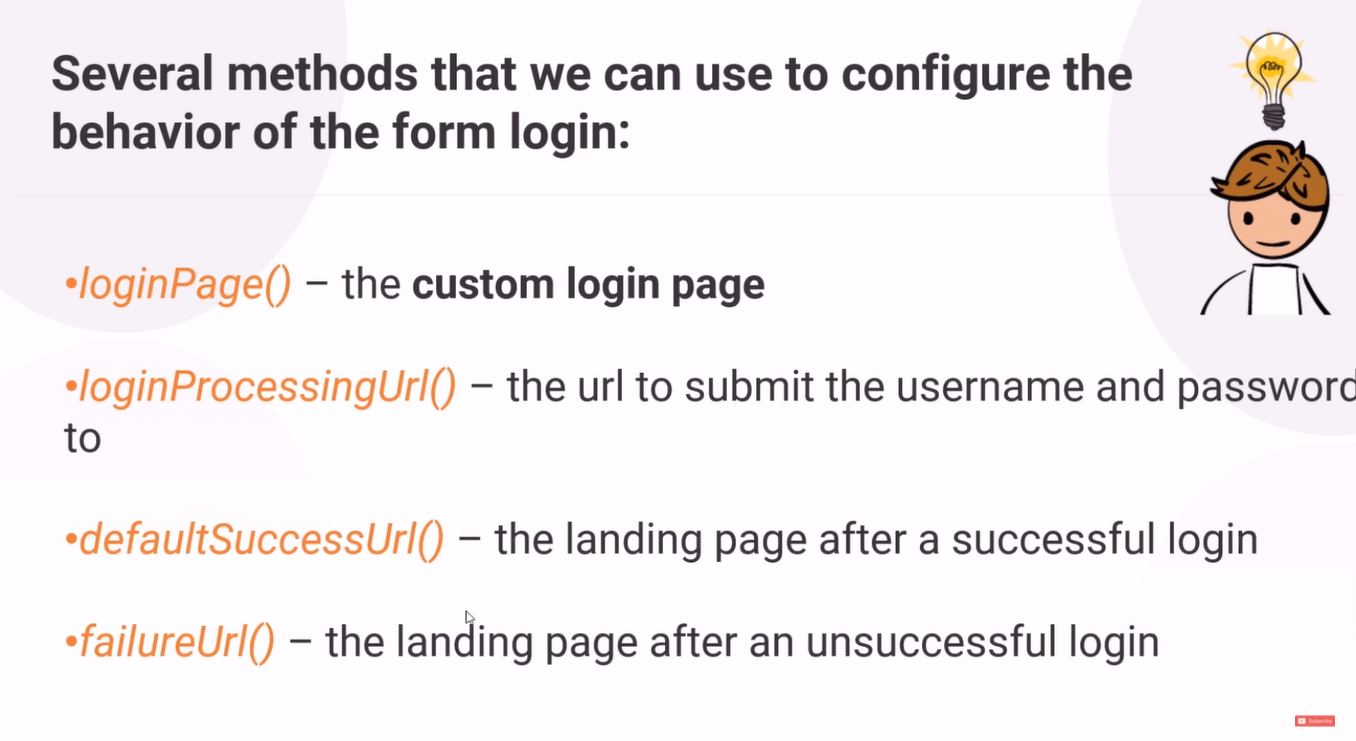 Several methods that we can use to configure the
behavior of the form login:
•loginPage() – the custom login page
•loginProcessingUrl() – the url to submit the username and password
to
•defaultSuccessUrl() – the landing page after a successful login
•failureUrl() – the landing page after an unsuccessful login
Subscribe